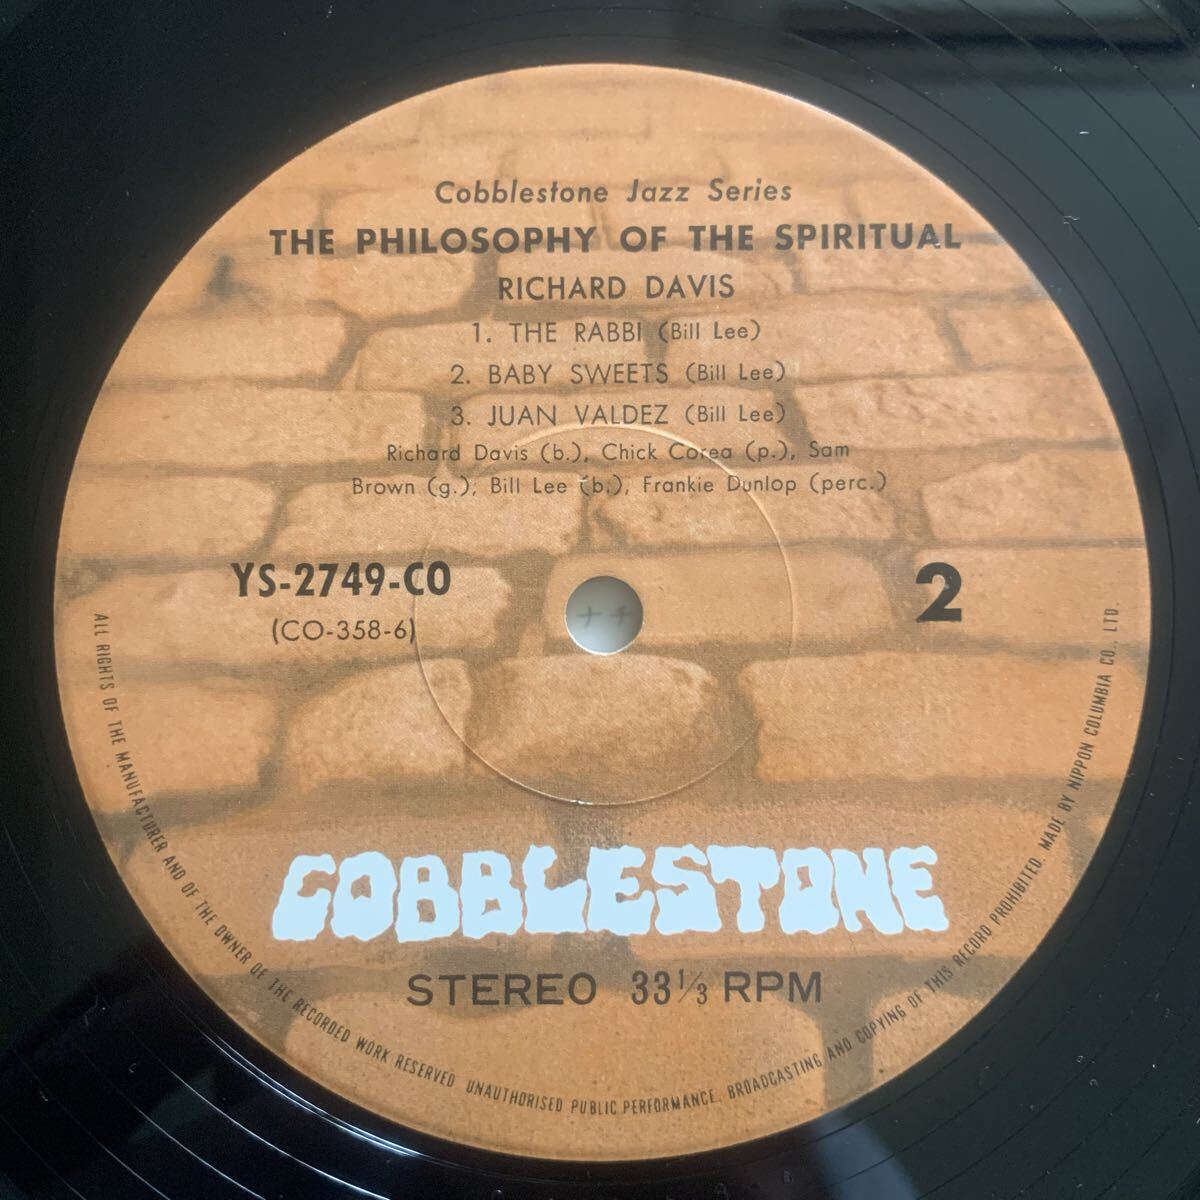 Cobblestone Jazz Series
THE PHILOSOPHY OF THE SPIRITUAL
RICHARD DAVIS
1. THE RABBI (Bill Lee)
2. BABY SWEETS (Bill Lee)
3. JUAN VALDEZ (Bill Lee)
Richard Davis (b.), Chick Corea (p.), Sam
Brown (g.), Bill Lee (b.), Frankie Dunlop (perc.)
YS-2749-CO
(CO-358-6)
2
COBBLESTONE
STEREO 33 1/3 RPM
ALL RIGHTS OF THE MANUFACTURER AND OF THE OWNER OF THE RECORDED WORK RESERVED UNAUTHORISED PUBLIC PERFORMANCE. BROADCASTING AND COPYING OF THIS RECORD PROHIBITED. MADE BY NIPPON COLUMBIA CO., LTD.